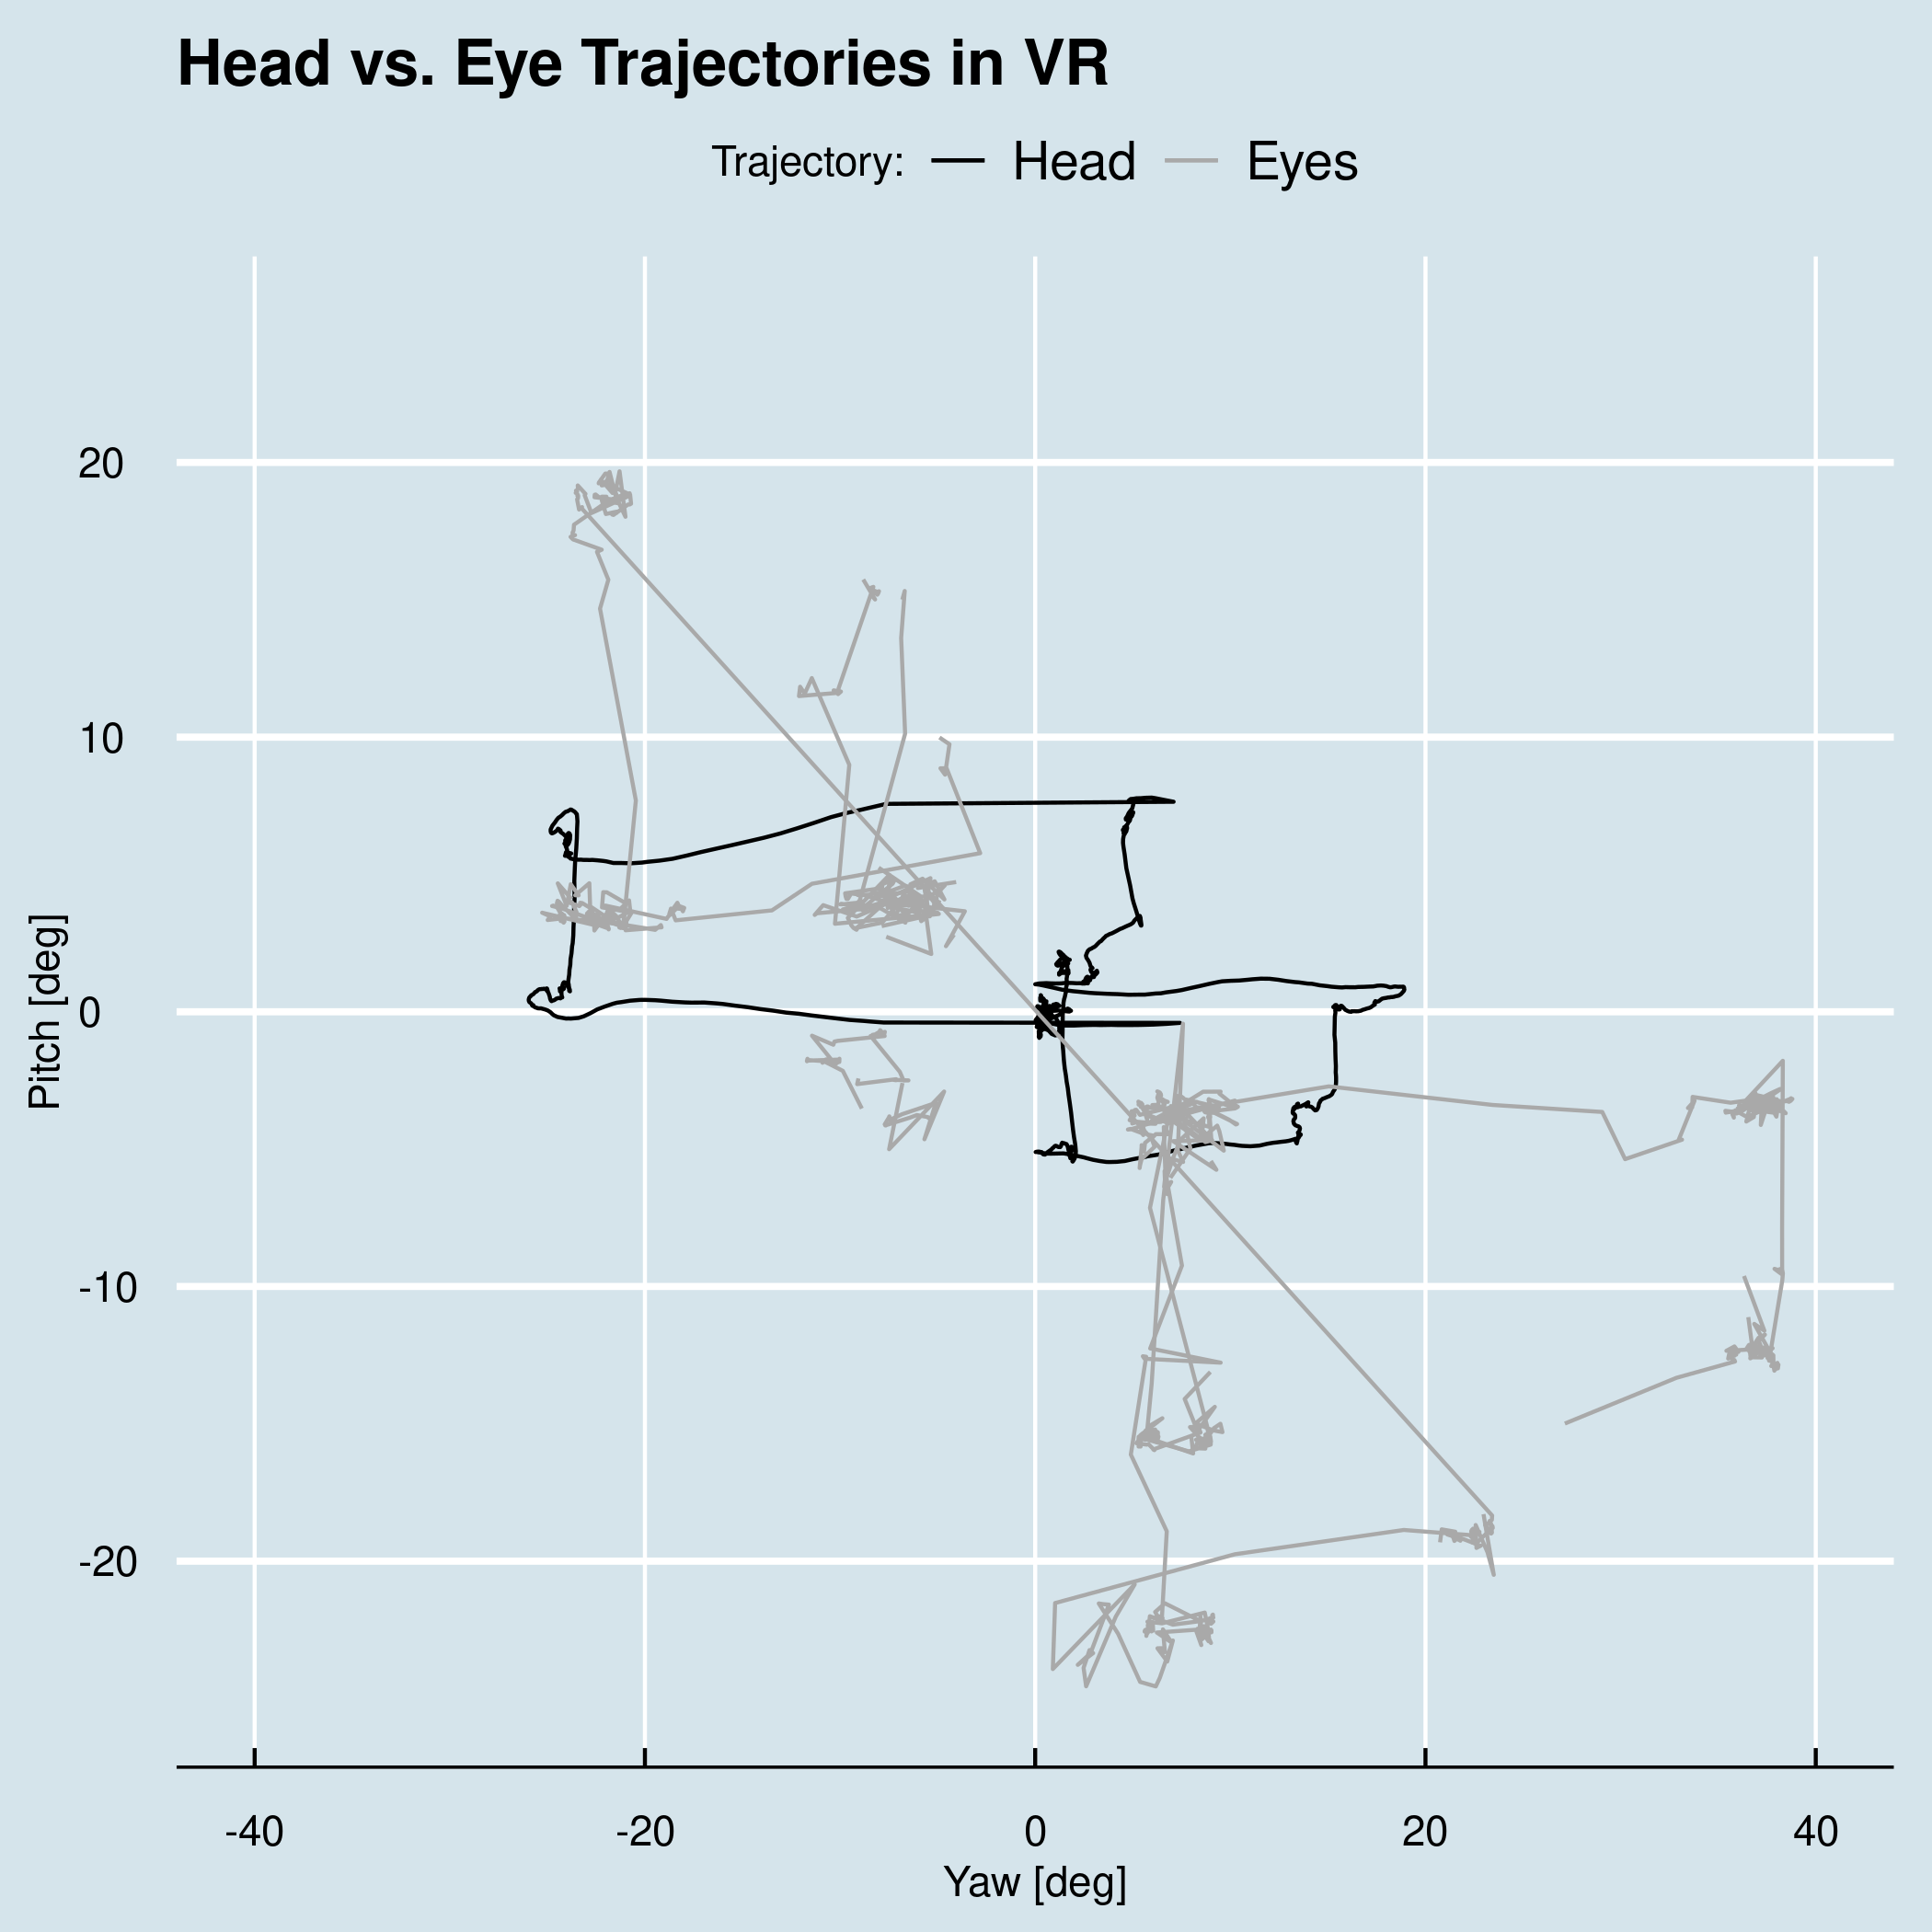 Head vs. Eye Trajectories in VR
Trajectory: Head Eyes
Pitch [deg]
20
10
0
-10
-20
-40 -20 0 20 40
Yaw [deg]